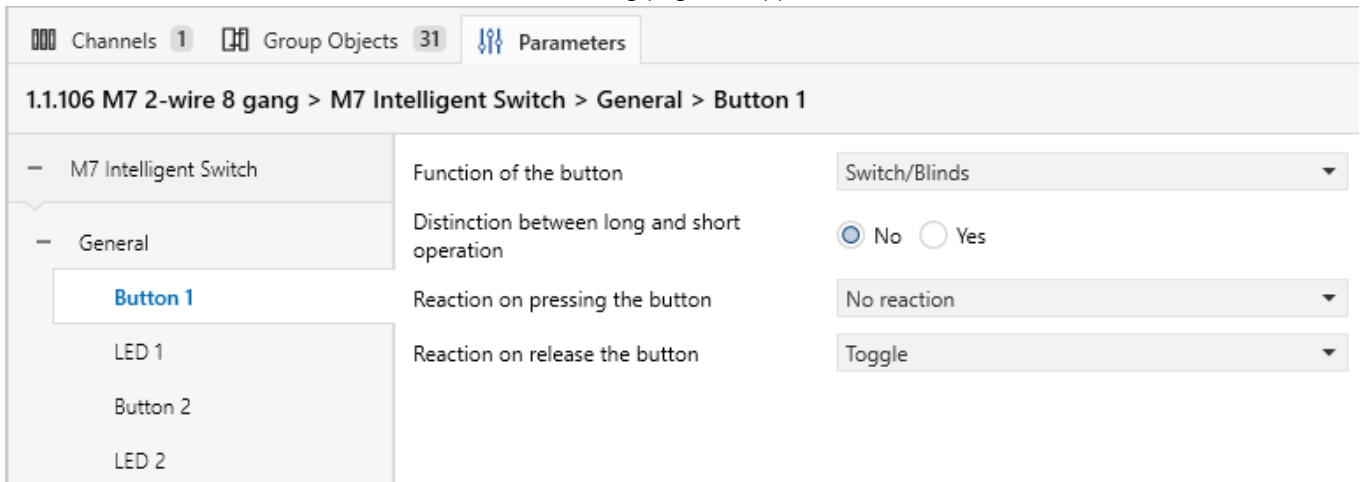 Channels 1 Group Objects 31 Parameters
1.1.106 M7 2-wire 8 gang > M7 Intelligent Switch > General > Button 1
M7 Intelligent Switch
General
Button 1
LED 1
Button 2
LED 2
Function of the button Switch/Blinds
Distinction between long and short
operation
No Yes
Reaction on pressing the button No reaction
Reaction on release the button Toggle